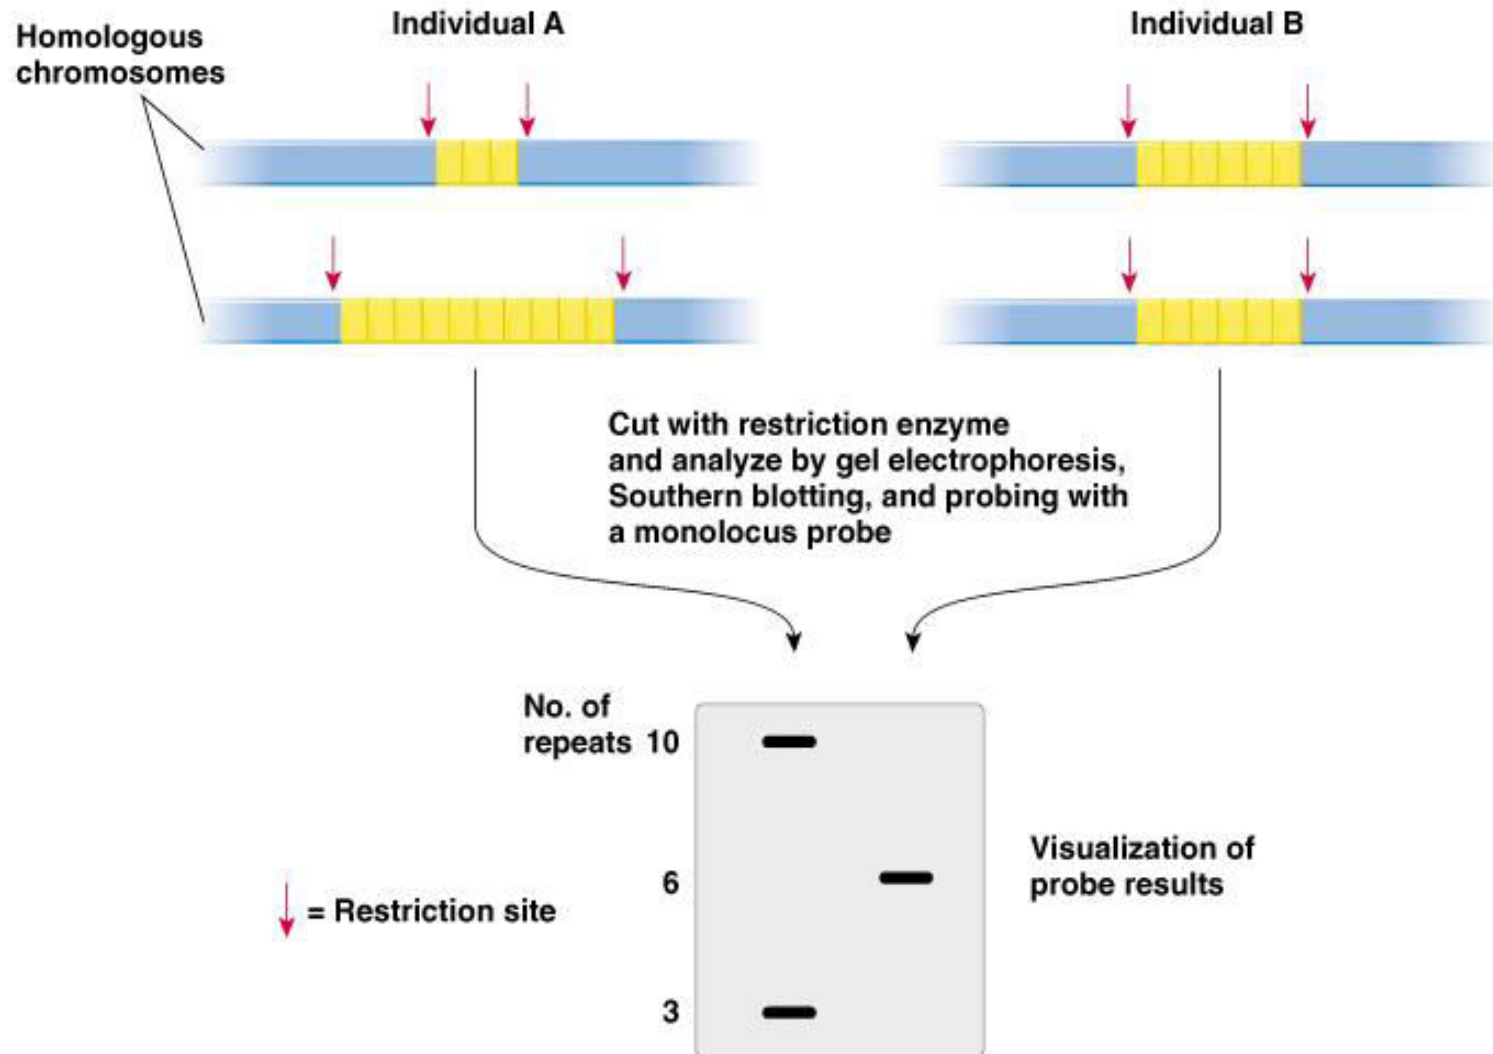 Individual A
Individual B
Homologous
chromosomes
Cut with restriction enzyme
and analyze by gel electrophoresis,
Southern blotting, and probing with
a monolocus probe
No. of
repeats 10
6
3
Visualization of
probe results
= Restriction site